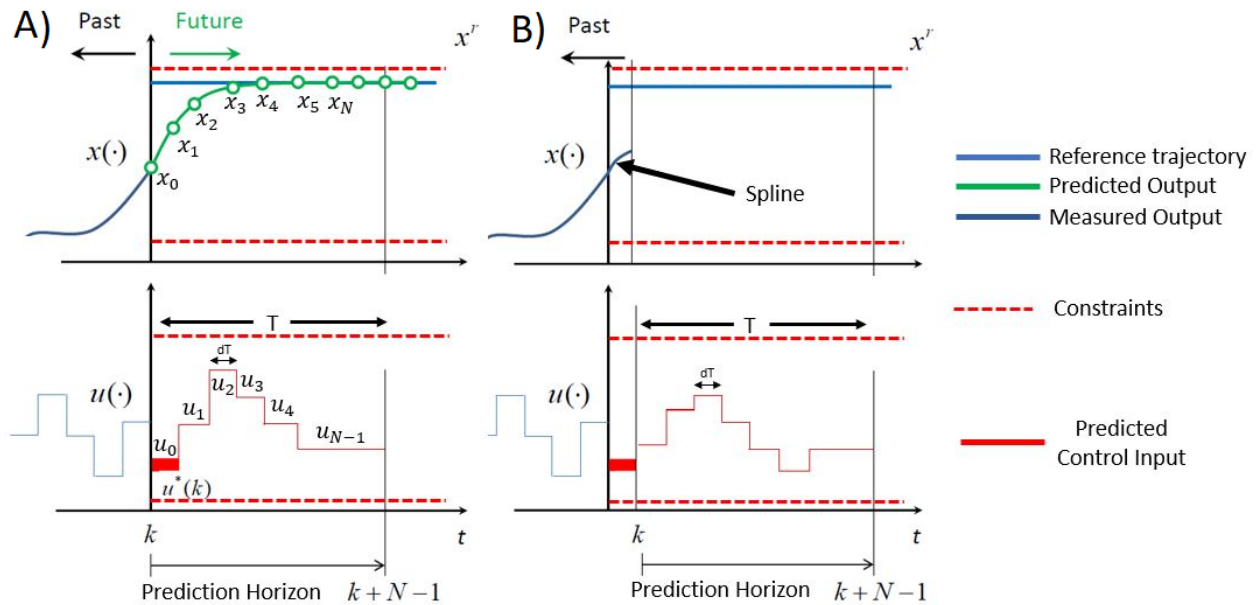 A)
Past
Future
x^r
x(·)
x_0
x_1
x_2
x_3
x_4
x_5
x_N
T
dT
u(·)
u_0
u_1
u_2
u_3
u_4
u_{N-1}
u^*(k)
k
t
Prediction Horizon
k + N - 1
B)
Past
x^r
x(·)
Spline
T
dT
u(·)
k
t
Prediction Horizon
k + N - 1
Reference trajectory
Predicted Output
Measured Output
Constraints
Predicted
Control Input